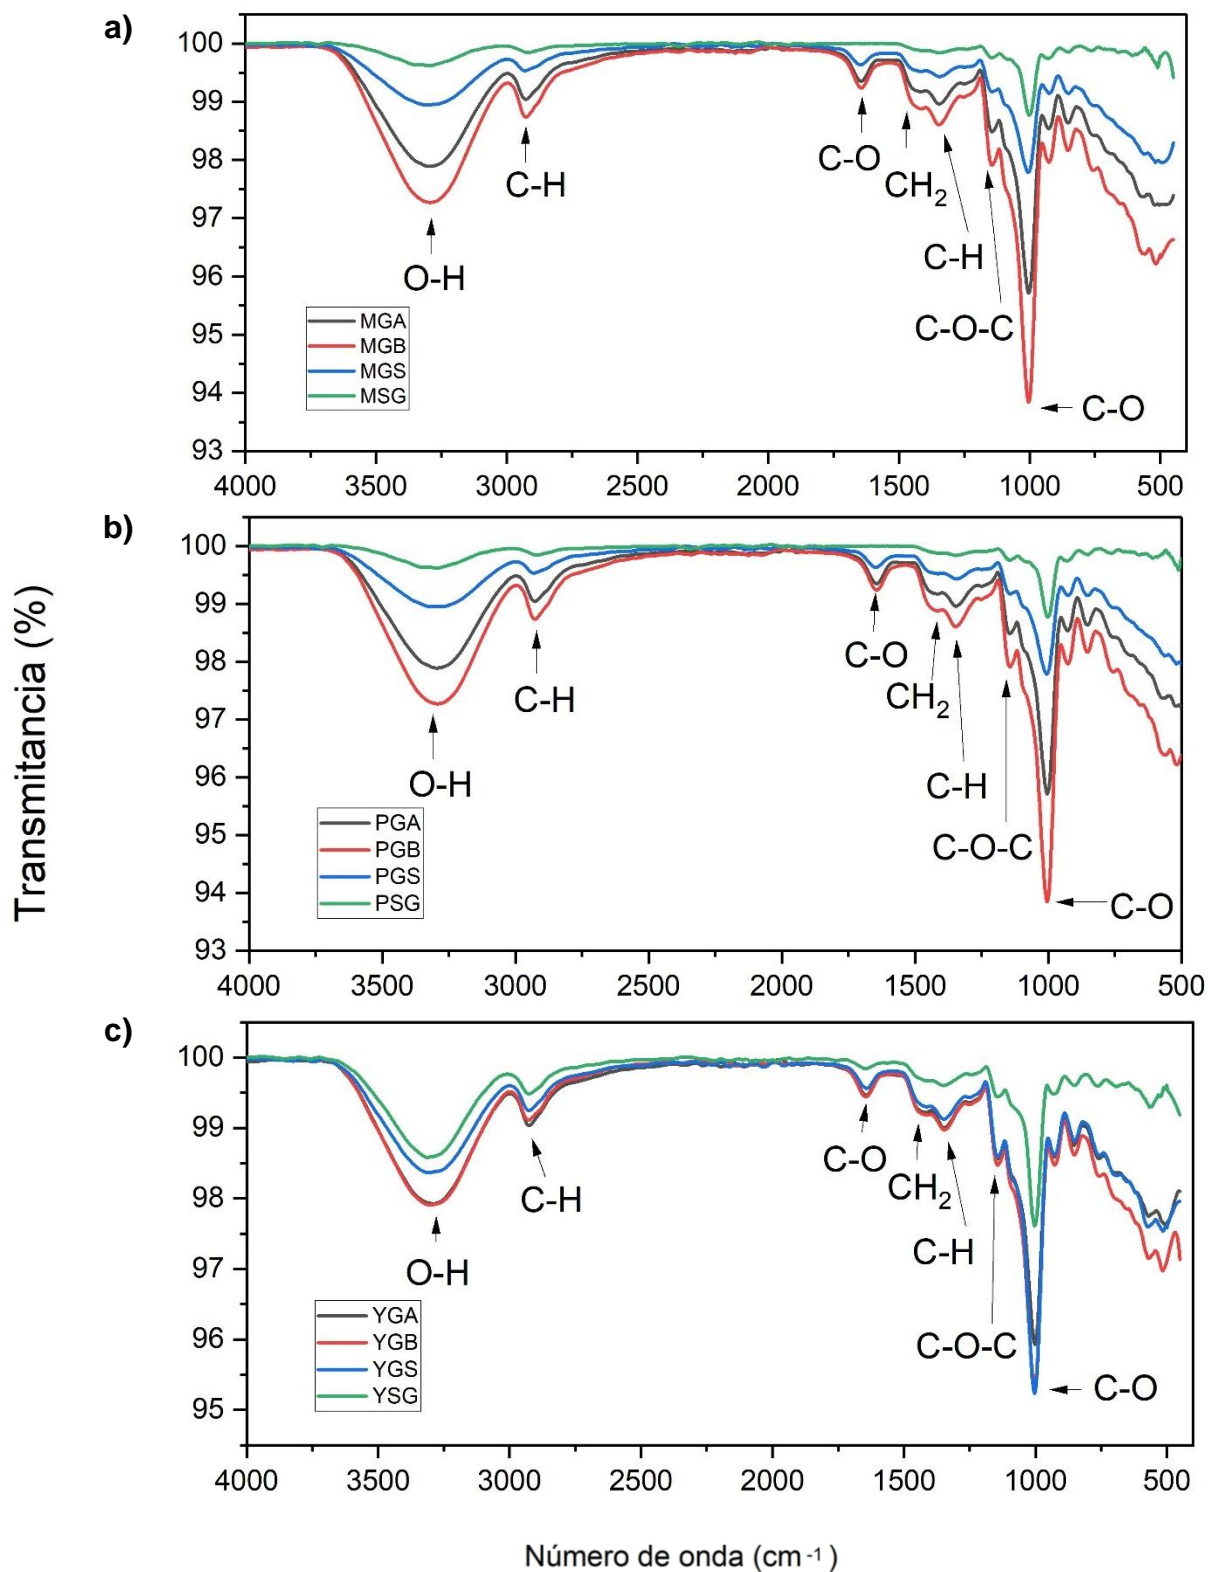 a)
100
99
98
97
96
95
94
93
O-H
C-H
C-O
CH2
C-H
C-O-C
C-O
MGA
MGB
MGS
MSG
4000 3500 3000 2500 2000 1500 1000 500
b)
100
99
98
97
96
95
94
93
O-H
C-H
C-O
CH2
C-H
C-O-C
C-O
PGA
PGB
PGS
PSG
4000 3500 3000 2500 2000 1500 1000 500
Transmitancia (%)
c)
100
99
98
97
96
95
O-H
C-H
C-O
CH2
C-H
C-O-C
C-O
YGA
YGB
YGS
YSG
4000 3500 3000 2500 2000 1500 1000 500
Número de onda (cm -1 )